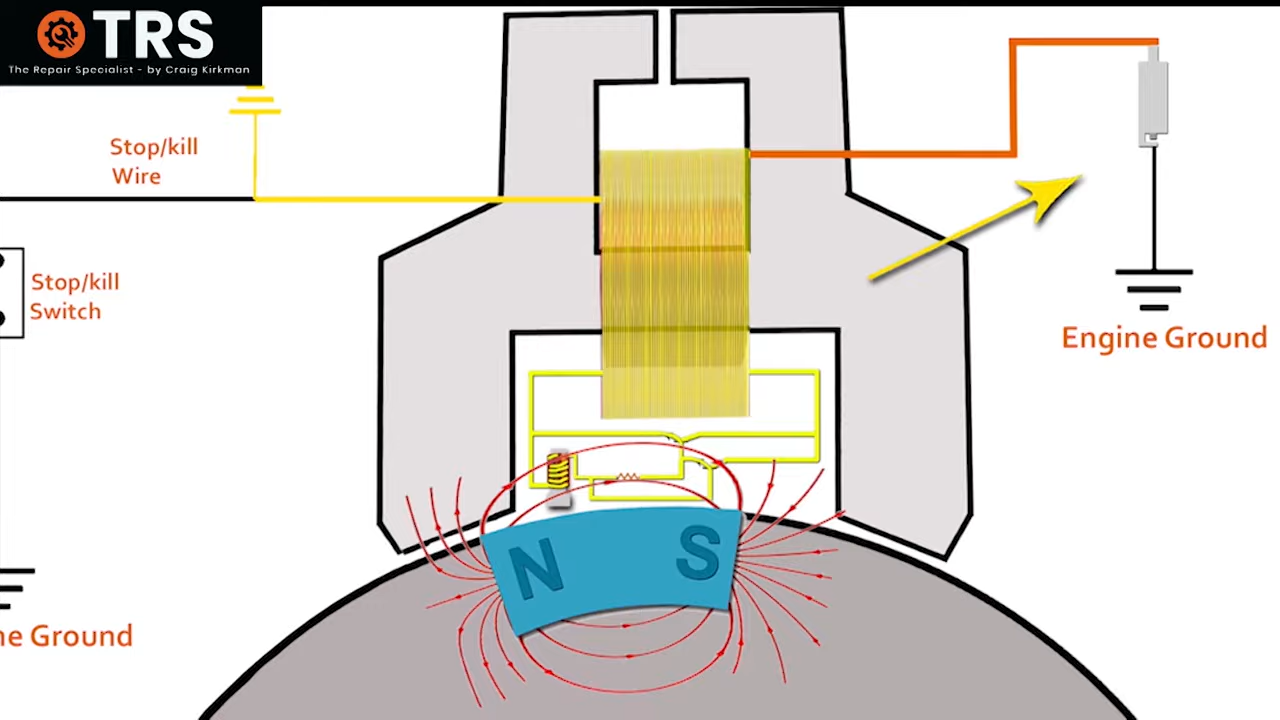 TRS
The Repair Specialist - by Craig Kirkman
Stop/kill
Wire
Stop/kill
Switch
Engine Ground
N S
ne Ground